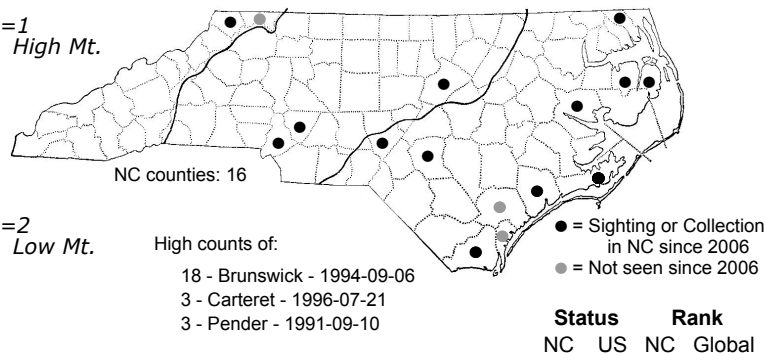 =1
High Mt.
NC counties: 16
=2
Low Mt.
High counts of:
18 - Brunswick - 1994-09-06
3 - Carteret - 1996-07-21
3 - Pender - 1991-09-10
= Sighting or Collection
in NC since 2006
= Not seen since 2006
Status Rank
NC US NC Global